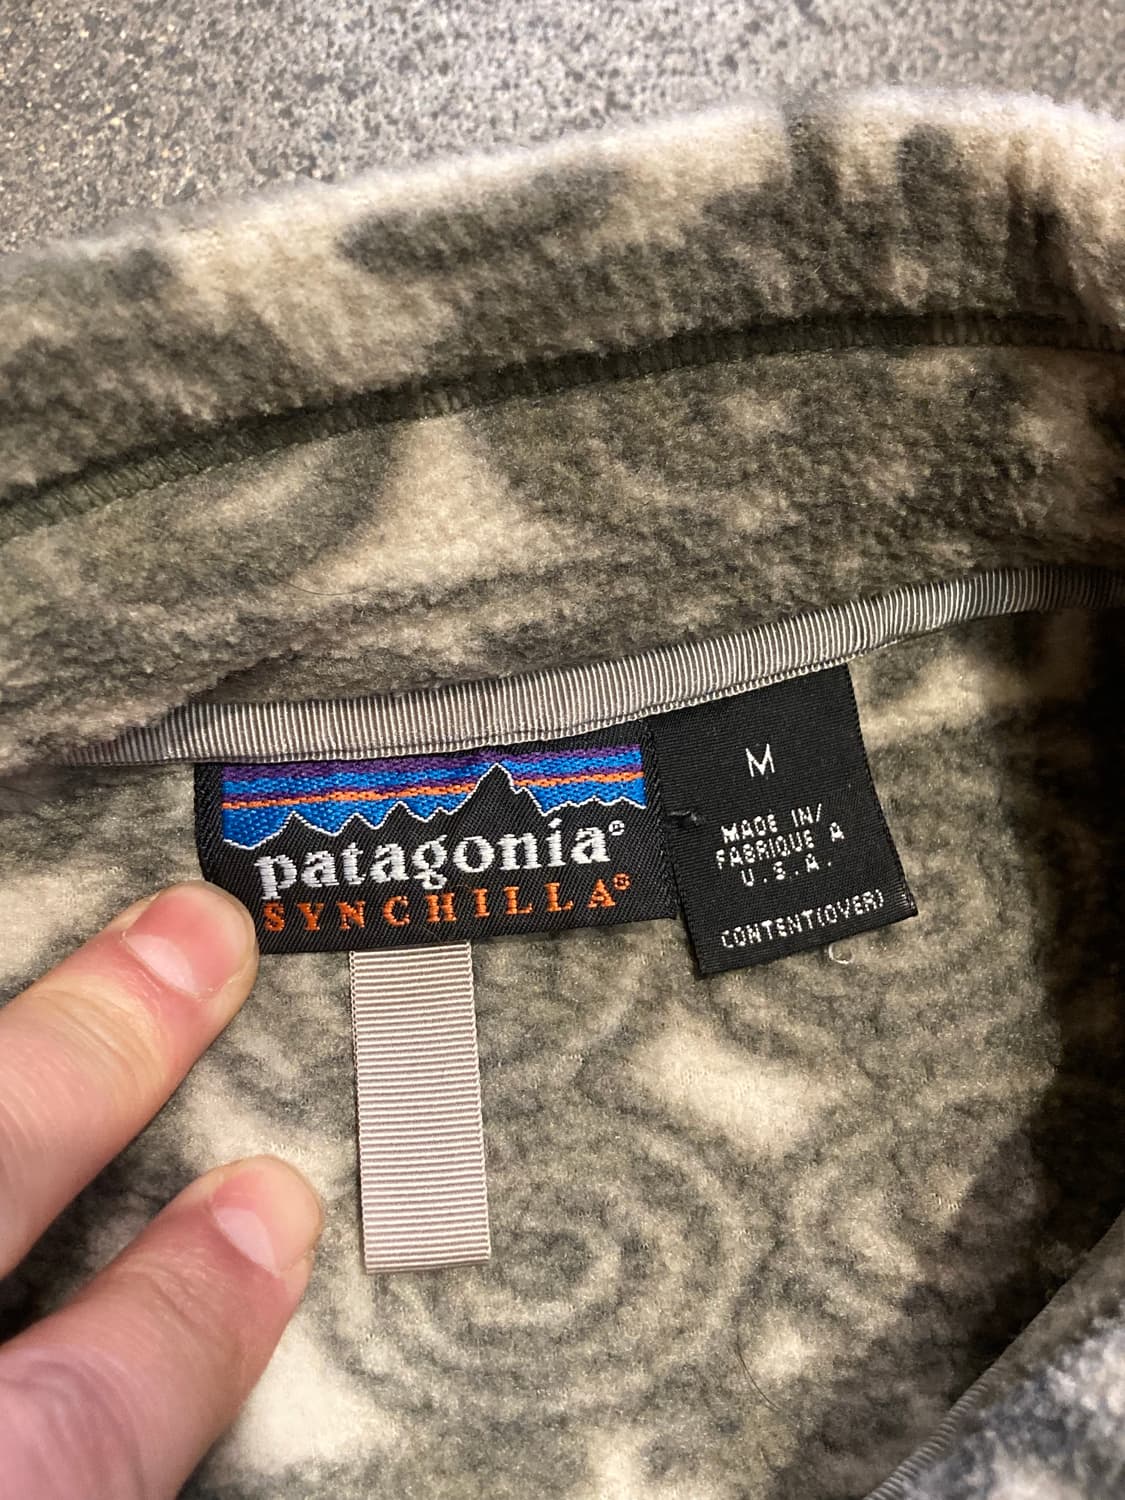 patagonia®
SYNCHILLA®
M
MADE IN/
FABRIQUE A
U.S.A.
CONTENT(OVER)